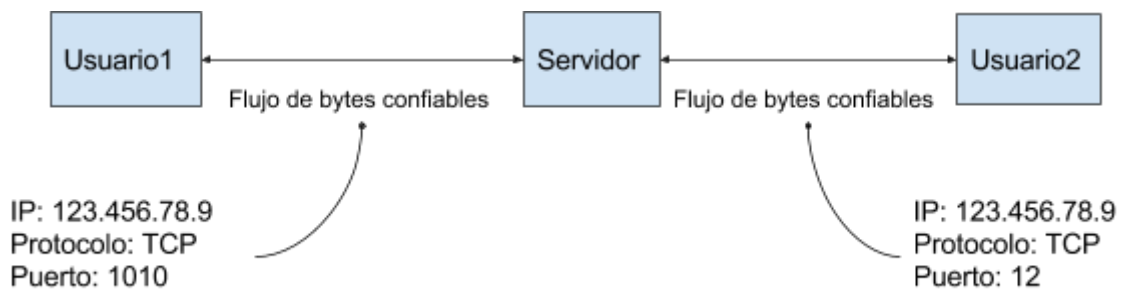 Usuario1
Servidor
Usuario2
Flujo de bytes confiables
Flujo de bytes confiables
IP: 123.456.78.9
Protocolo: TCP
Puerto: 1010
IP: 123.456.78.9
Protocolo: TCP
Puerto: 12